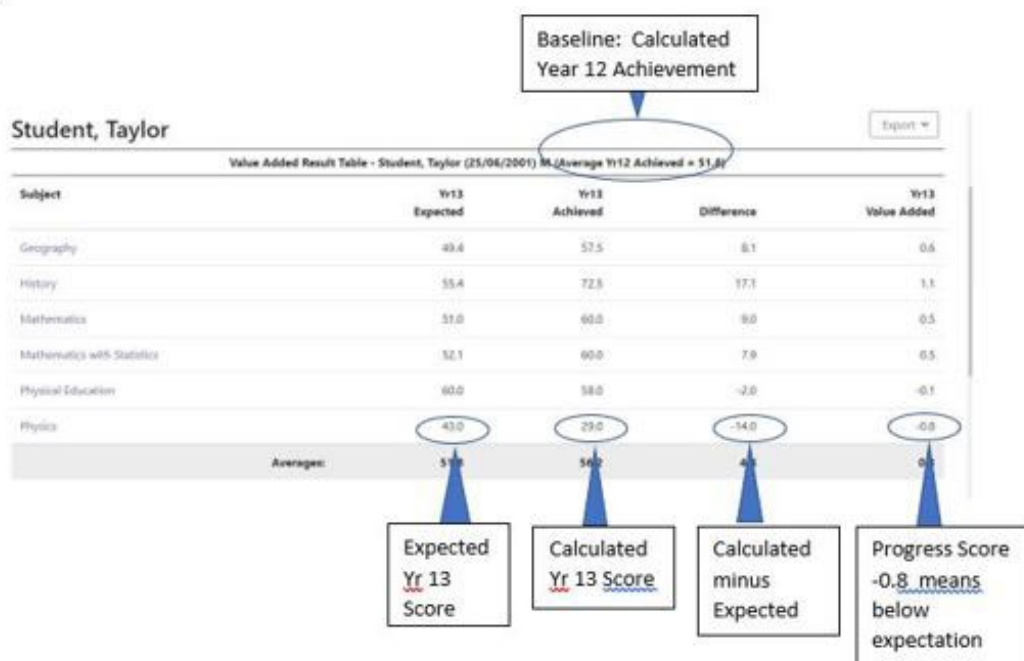 Baseline: Calculated
Year 12 Achievement
Student, Taylor
Export
Value Added Result Table - Student, Taylor (25/06/2001) M (Average Yr12 Achieved = 51.8)
Subject Yr13 Expected Yr13 Achieved Difference Yr13 Value Added
Geography 49.4 57.5 8.1 0.6
History 55.4 72.5 17.1 1.1
Mathematics 51.0 60.0 9.0 0.5
Mathematics with Statistics 52.1 60.0 7.9 0.5
Physical Education 60.0 58.0 -2.0 -0.1
Physics 43.0 29.0 -14.0 -0.8
Averages:
Expected
Yr 13
Score
Calculated
Yr 13 Score
Calculated
minus
Expected
Progress Score
-0.8 means
below
expectation